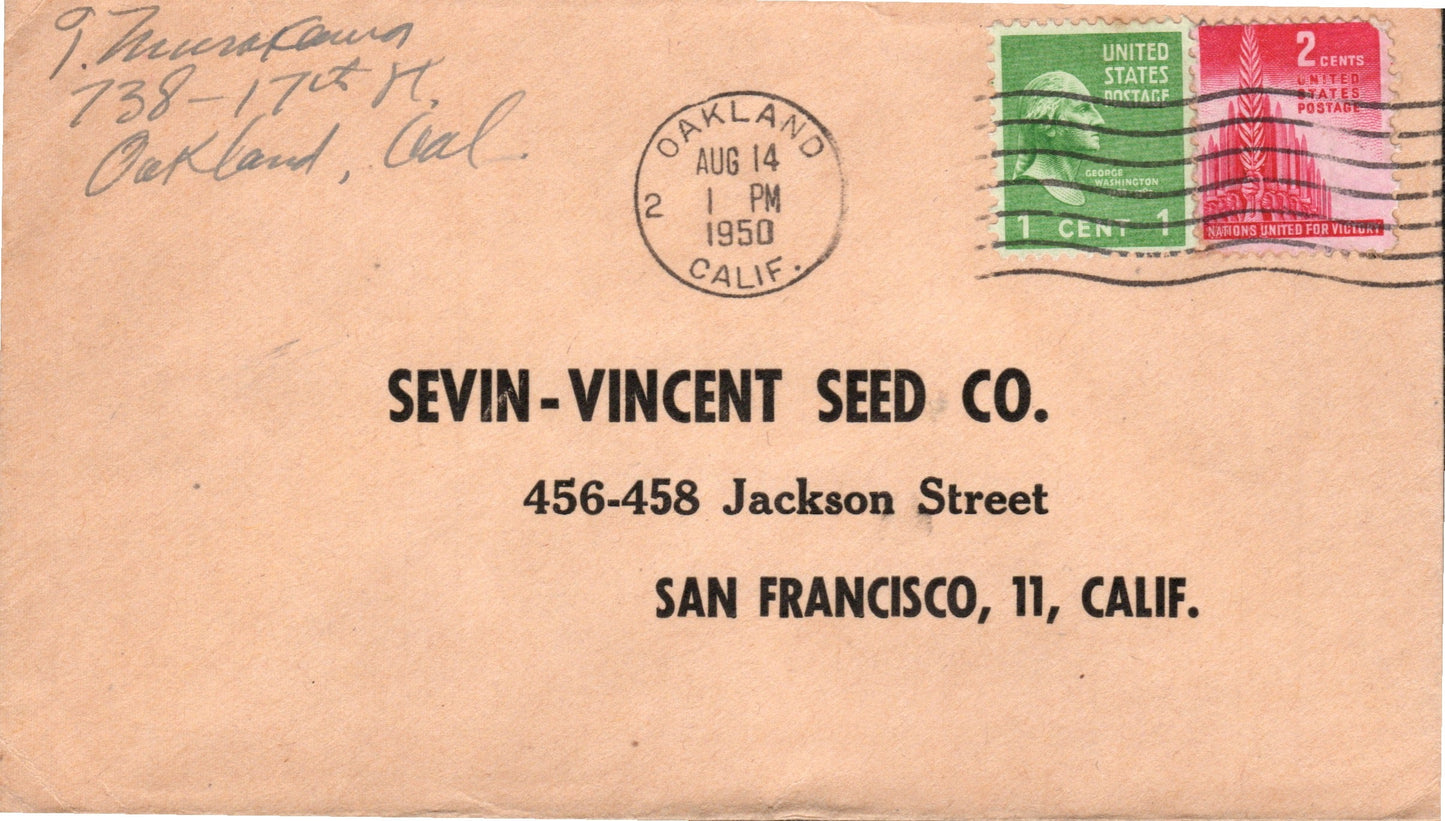 T. Murakami
738-17th St.
Oakland, Cal.
OAKLAND
AUG 14
2 1 PM
1950
CALIF.
UNITED
STATES
POSTAGE
GEORGE
WASHINGTON
1 CENT 1
2 CENTS
UNITED
STATES
POSTAGE
NATIONS UNITED FOR VICTORY
SEVIN-VINCENT SEED CO.
456-458 Jackson Street
SAN FRANCISCO, 11, CALIF.